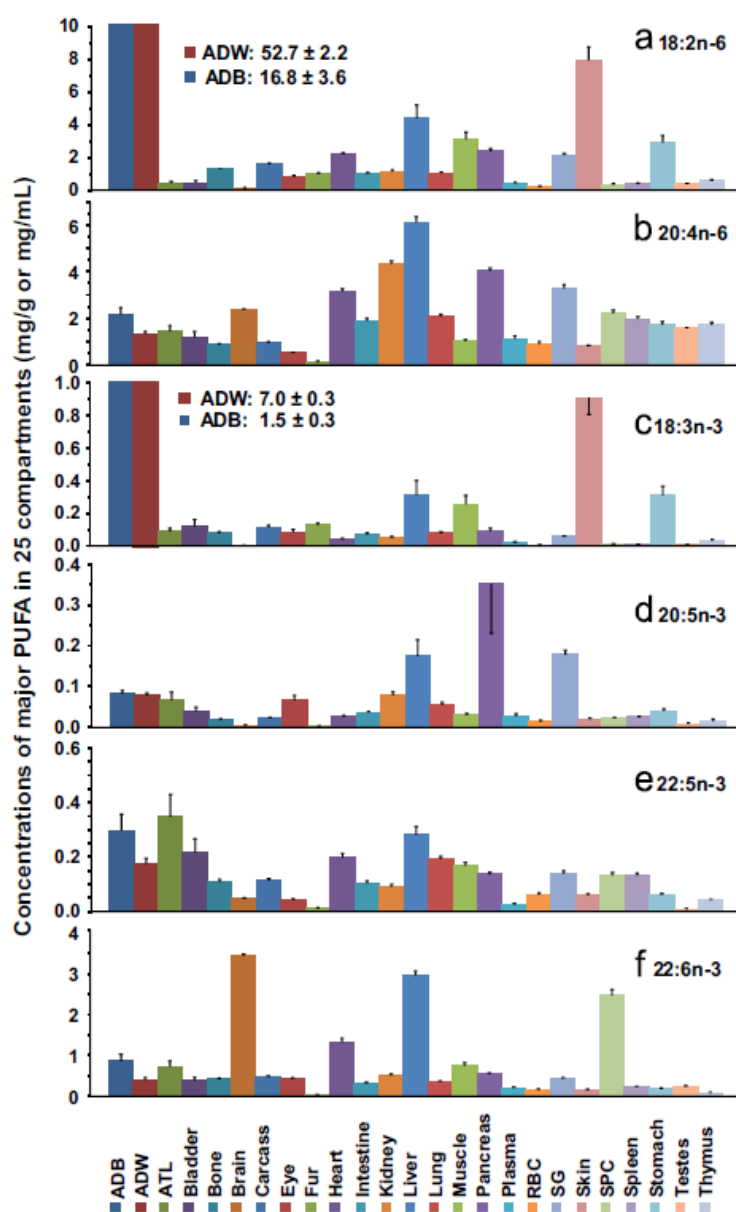 Concentrations of major PUFA in 25 compartments (mg/g or mg/mL)
10
8
6
4
2
0
ADW: 52.7 ± 2.2
ADB: 16.8 ± 3.6
a 18:2n-6
6
4
2
0
b 20:4n-6
1.0
0.8
0.6
0.4
0.2
0.0
ADW: 7.0 ± 0.3
ADB: 1.5 ± 0.3
c 18:3n-3
0.4
0.3
0.2
0.1
0.0
d 20:5n-3
0.6
0.4
0.2
0.0
e 22:5n-3
4
3
2
1
0
f 22:6n-3
ADB
ADW
ATL
Bladder
Bone
Brain
Carcass
Eye
Fur
Heart
Intestine
Kidney
Liver
Lung
Muscle
Pancreas
Plasma
RBC
SG
Skin
SPC
Spleen
Stomach
Testes
Thymus